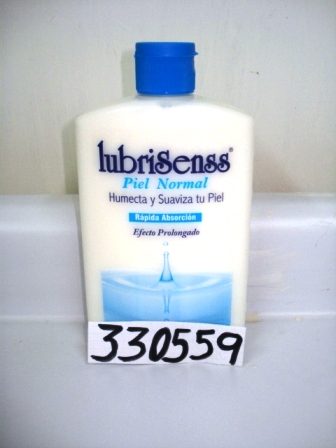 lubriSenss®
Piel Normal
Humecta y Suaviza tu Piel
Rápida Absorción
Efecto Prolongado
330559